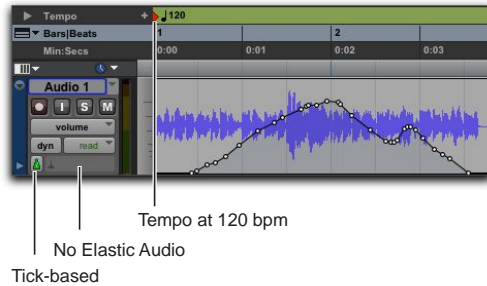 Tempo + 120
Bars|Beats 1 2
Min:Secs 0:00 0:01 0:02 0:03
Audio 1
I S M
volume
dyn read
Tempo at 120 bpm
No Elastic Audio
Tick-based